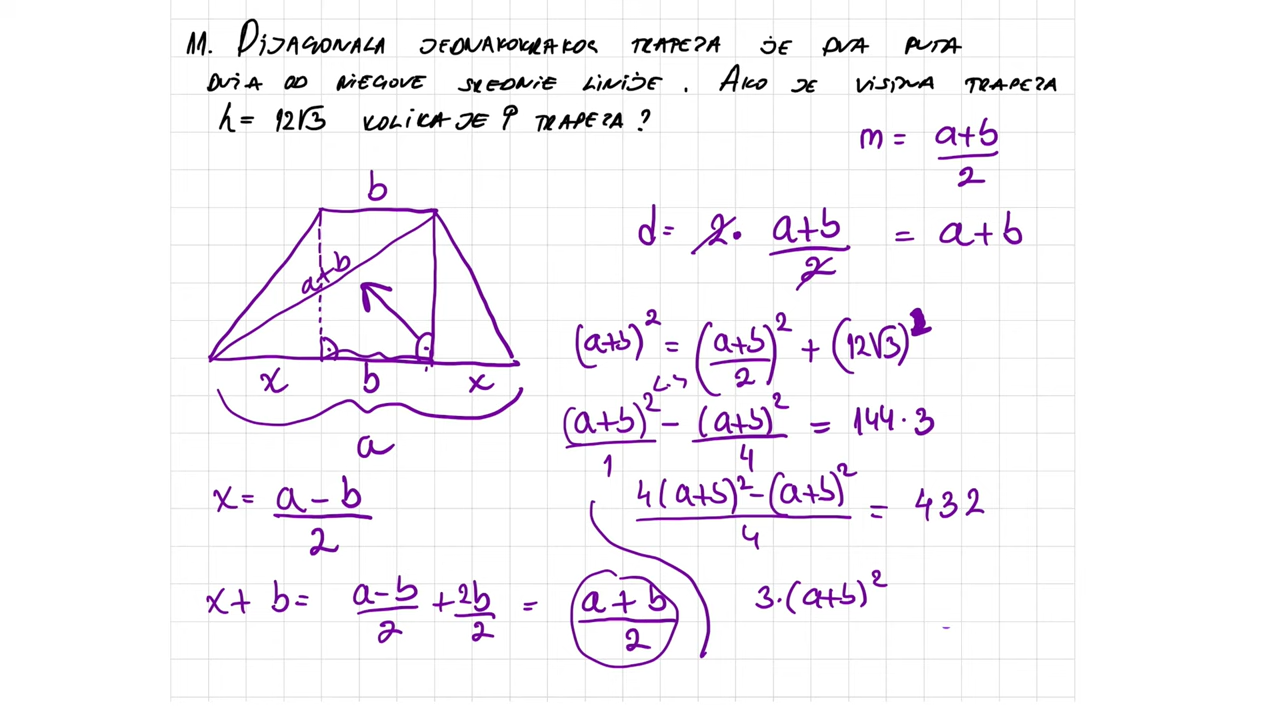 11. DIJAGONALA JEDNAKOKRAKOG TRAPEZA JE DVA PUTA
DUŽA OD NJEGOVE SREDNJE LINIJE. AKO JE VISINA TRAPEZA
h= 12√3 KOLIKA JE P TRAPEZA?
m = (a+b)/2
d = 2 · (a+b)/2 = a+b
b
a+b
x b x
a
(a+b)² = ((a+b)/2)² + (12√3)²
(a+b)²/1 - (a+b)²/4 = 144·3
(4(a+b)² - (a+b)²)/4 = 432
x = (a-b)/2
x + b = (a-b)/2 + 2b/2 = (a+b)/2
3·(a+b)²